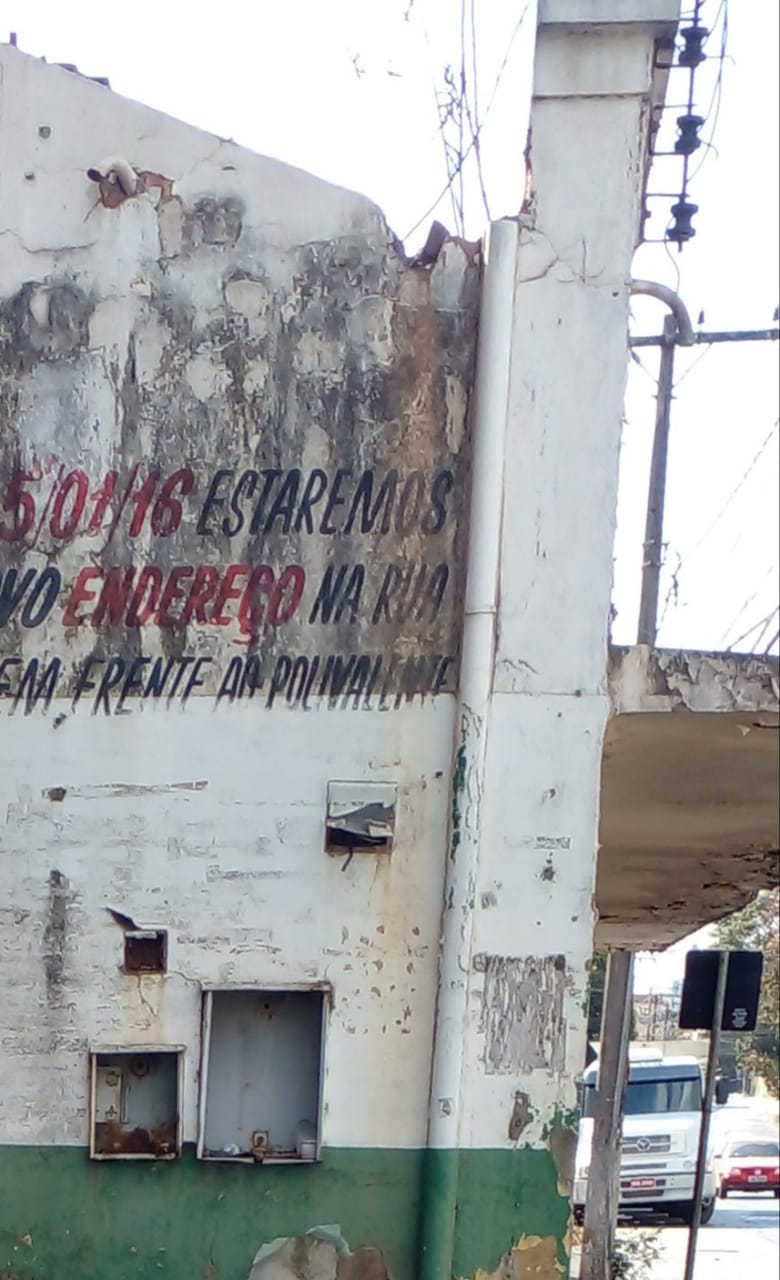 5/01/16 ESTAREMOS
VO ENDEREÇO NA RUA
EM FRENTE AO POLIVALENTE